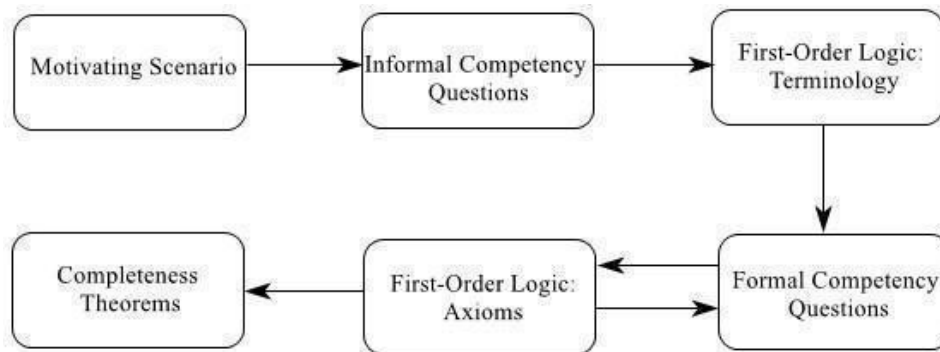 Motivating Scenario
Informal Competency
Questions
First-Order Logic:
Terminology
Completeness
Theorems
First-Order Logic:
Axioms
Formal Competency
Questions